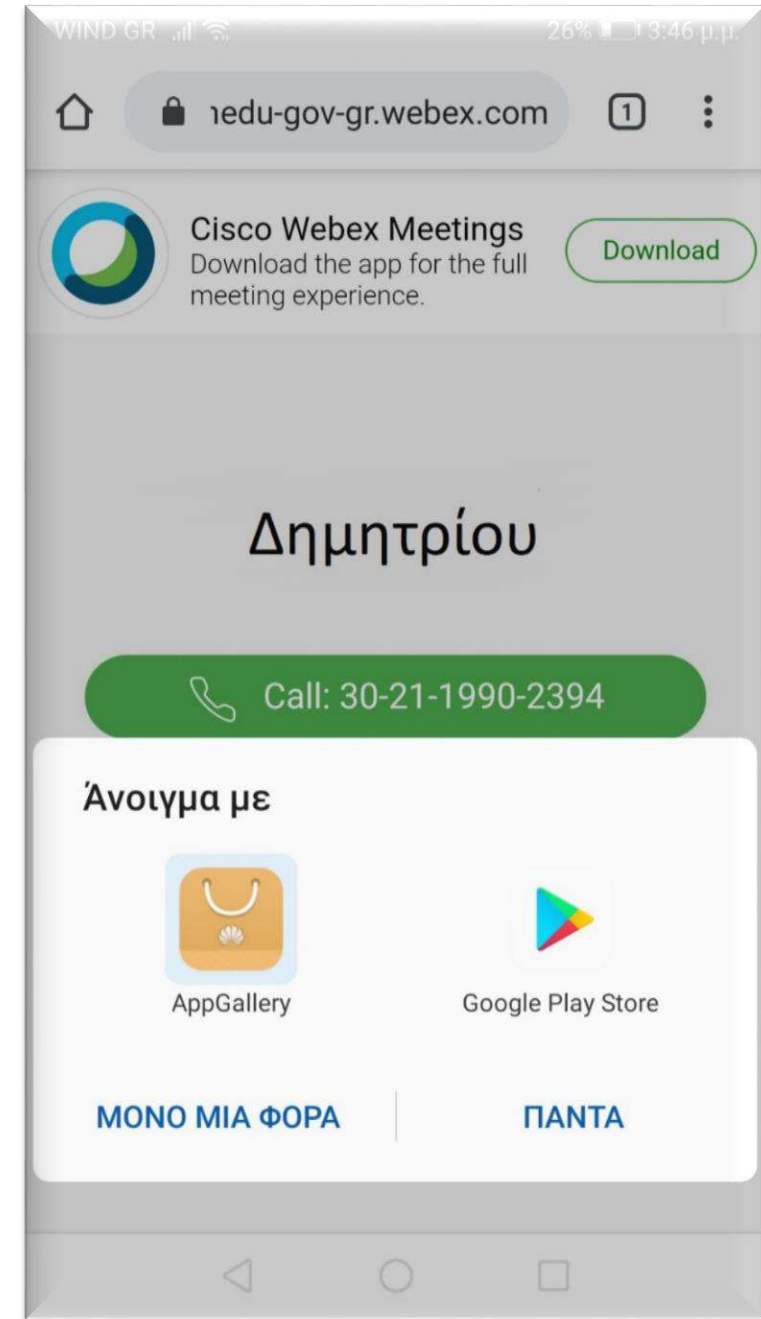 WIND GR 26% 3:46 μ.μ.
nedu-gov-gr.webex.com 1
Cisco Webex Meetings
Download the app for the full
meeting experience.
Download
Δημητρίου
Call: 30-21-1990-2394
Άνοιγμα με
AppGallery Google Play Store
ΜΟΝΟ ΜΙΑ ΦΟΡΑ ΠΑΝΤΑ